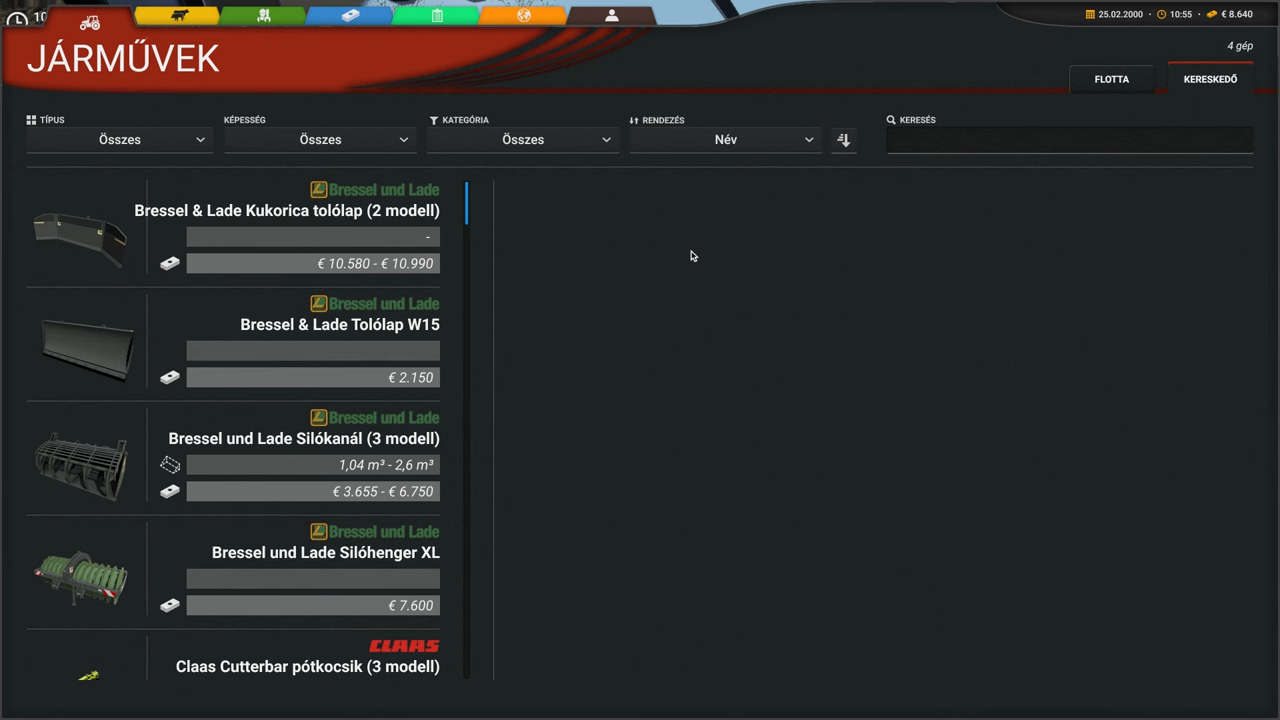 10
25.02.2000 • 10:55 • € 8.640
JÁRMŰVEK
4 gép
FLOTTA
KERESKEDŐ
TÍPUS
KÉPESSÉG
KATEGÓRIA
RENDEZÉS
KERESÉS
Összes
Összes
Összes
Név
Bressel und Lade
Bressel & Lade Kukorica tolólap (2 modell)
-
€ 10.580 - € 10.990
Bressel und Lade
Bressel & Lade Tolólap W15
€ 2.150
Bressel und Lade
Bressel und Lade Silókanál (3 modell)
1,04 m³ - 2,6 m³
€ 3.655 - € 6.750
Bressel und Lade
Bressel und Lade Silóhenger XL
€ 7.600
CLAAS
Claas Cutterbar pótkocsik (3 modell)